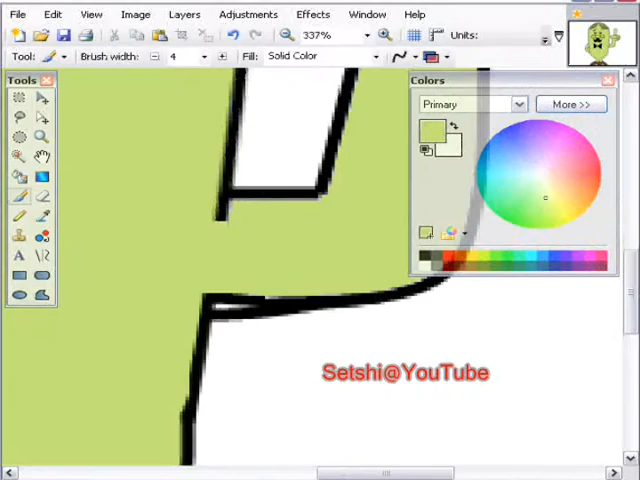 File Edit View Image Layers Adjustments Effects Window Help
337% Units:
Tool: Brush width: 4 Fill: Solid Color
Tools
Colors
Primary More >>
A
Setshi@YouTube